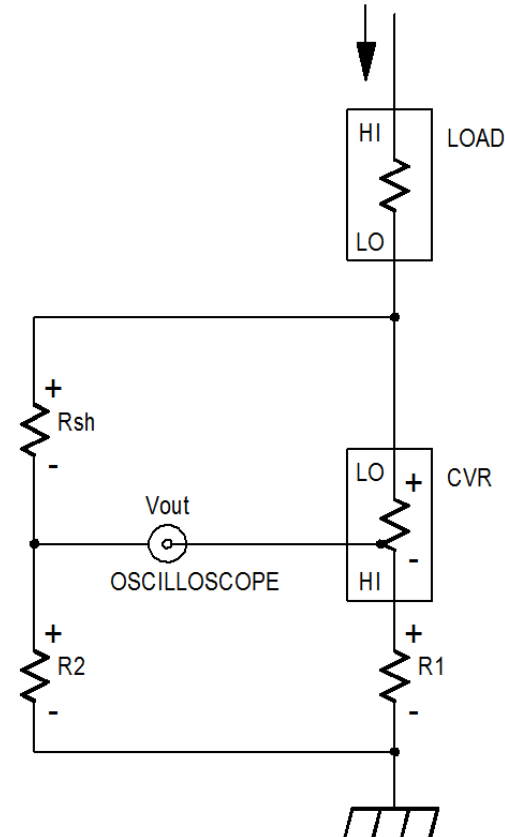 HI
LOAD
LO
+
Rsh
-
LO
+
CVR
Vout
-
OSCILLOSCOPE
HI
+
R2
-
+
R1
-